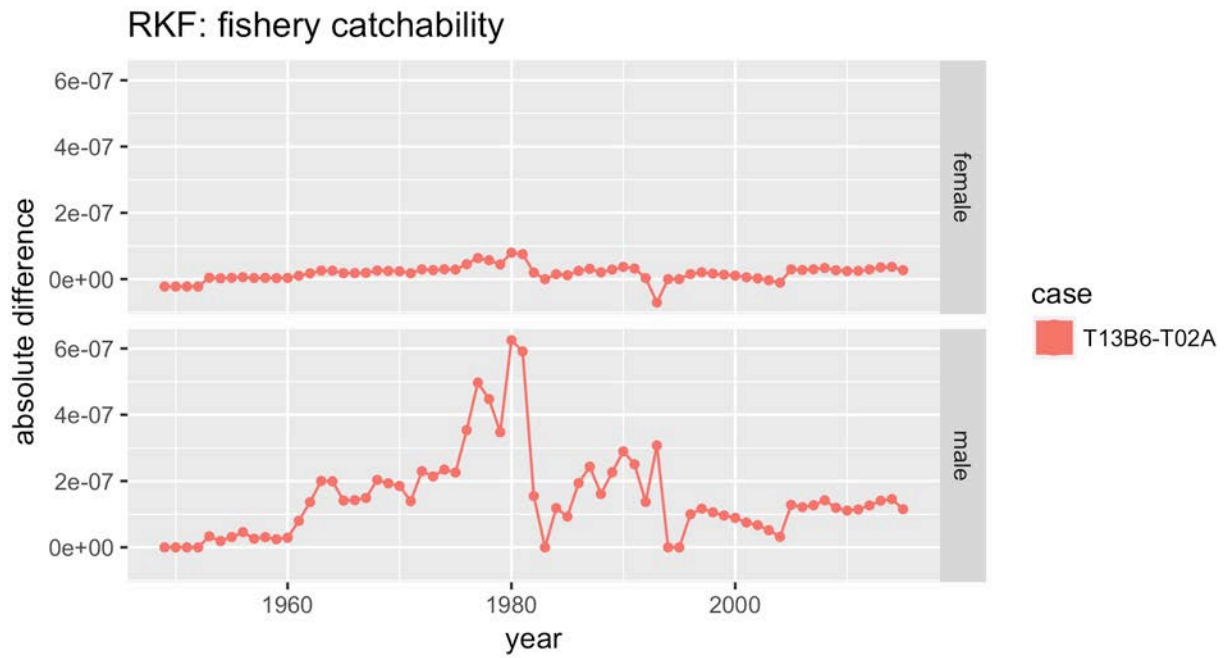 RKF: fishery catchability
absolute difference
6e-07
4e-07
2e-07
0e+00
female
6e-07
4e-07
2e-07
0e+00
male
1960
1980
2000
year
case
T13B6-T02A